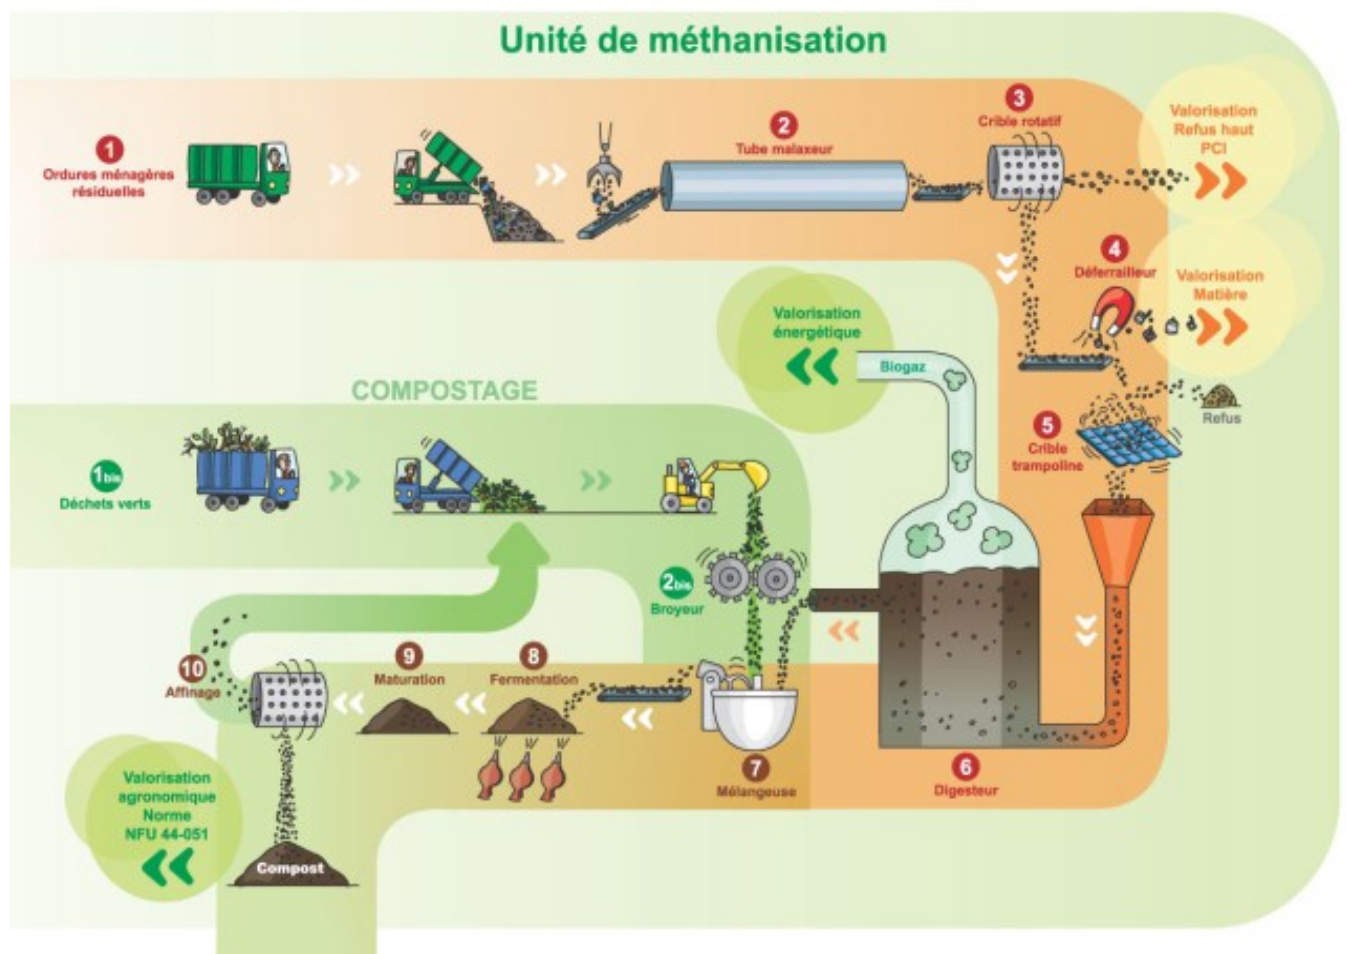 Unité de méthanisation
1
Ordures ménagères
résiduelles
2
Tube malaxeur
3
Crible rotatif
Valorisation
Refus haut
PCI
4
Déferrailleur
Valorisation
Matière
Valorisation
énergétique
Biogaz
Refus
5
Crible
trampoline
COMPOSTAGE
1bis
Déchets verts
2bis
Broyeur
6
Digesteur
7
Mélangeuse
8
Fermentation
9
Maturation
10
Affinage
Valorisation
agronomique
Norme
NFU 44-051
Compost